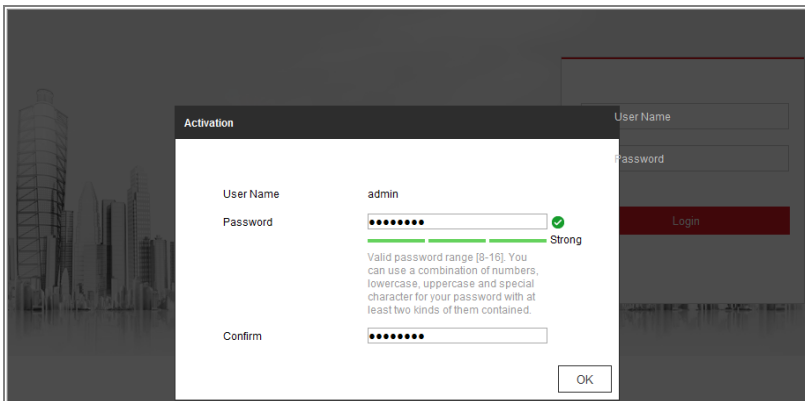 Activation
User Name
Password
Login
User Name admin
Password ●●●●●●●●
Strong
Valid password range [8-16]. You
can use a combination of numbers,
lowercase, uppercase and special
character for your password with at
least two kinds of them contained.
Confirm ●●●●●●●●
OK